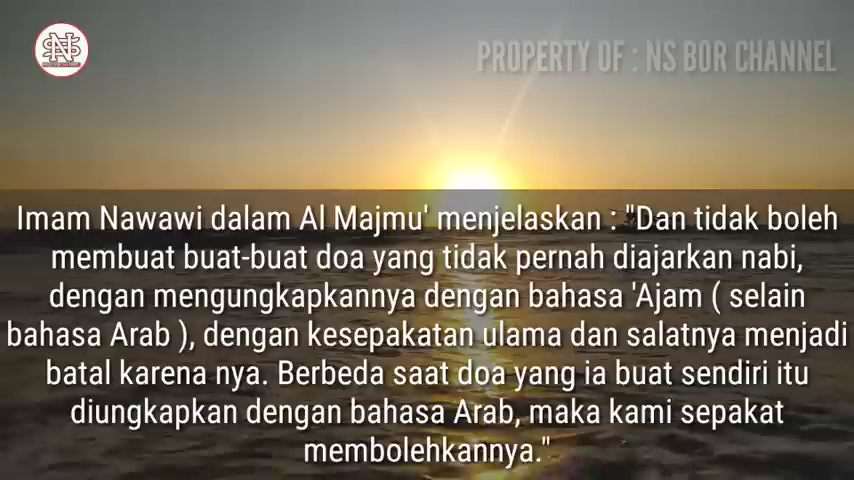 PROPERTY OF : NS BOR CHANNEL
Imam Nawawi dalam Al Majmu' menjelaskan : "Dan tidak boleh
membuat buat-buat doa yang tidak pernah diajarkan nabi,
dengan mengungkapkannya dengan bahasa 'Ajam ( selain
bahasa Arab ), dengan kesepakatan ulama dan salatnya menjadi
batal karena nya. Berbeda saat doa yang ia buat sendiri itu
diungkapkan dengan bahasa Arab, maka kami sepakat
membolehkannya."